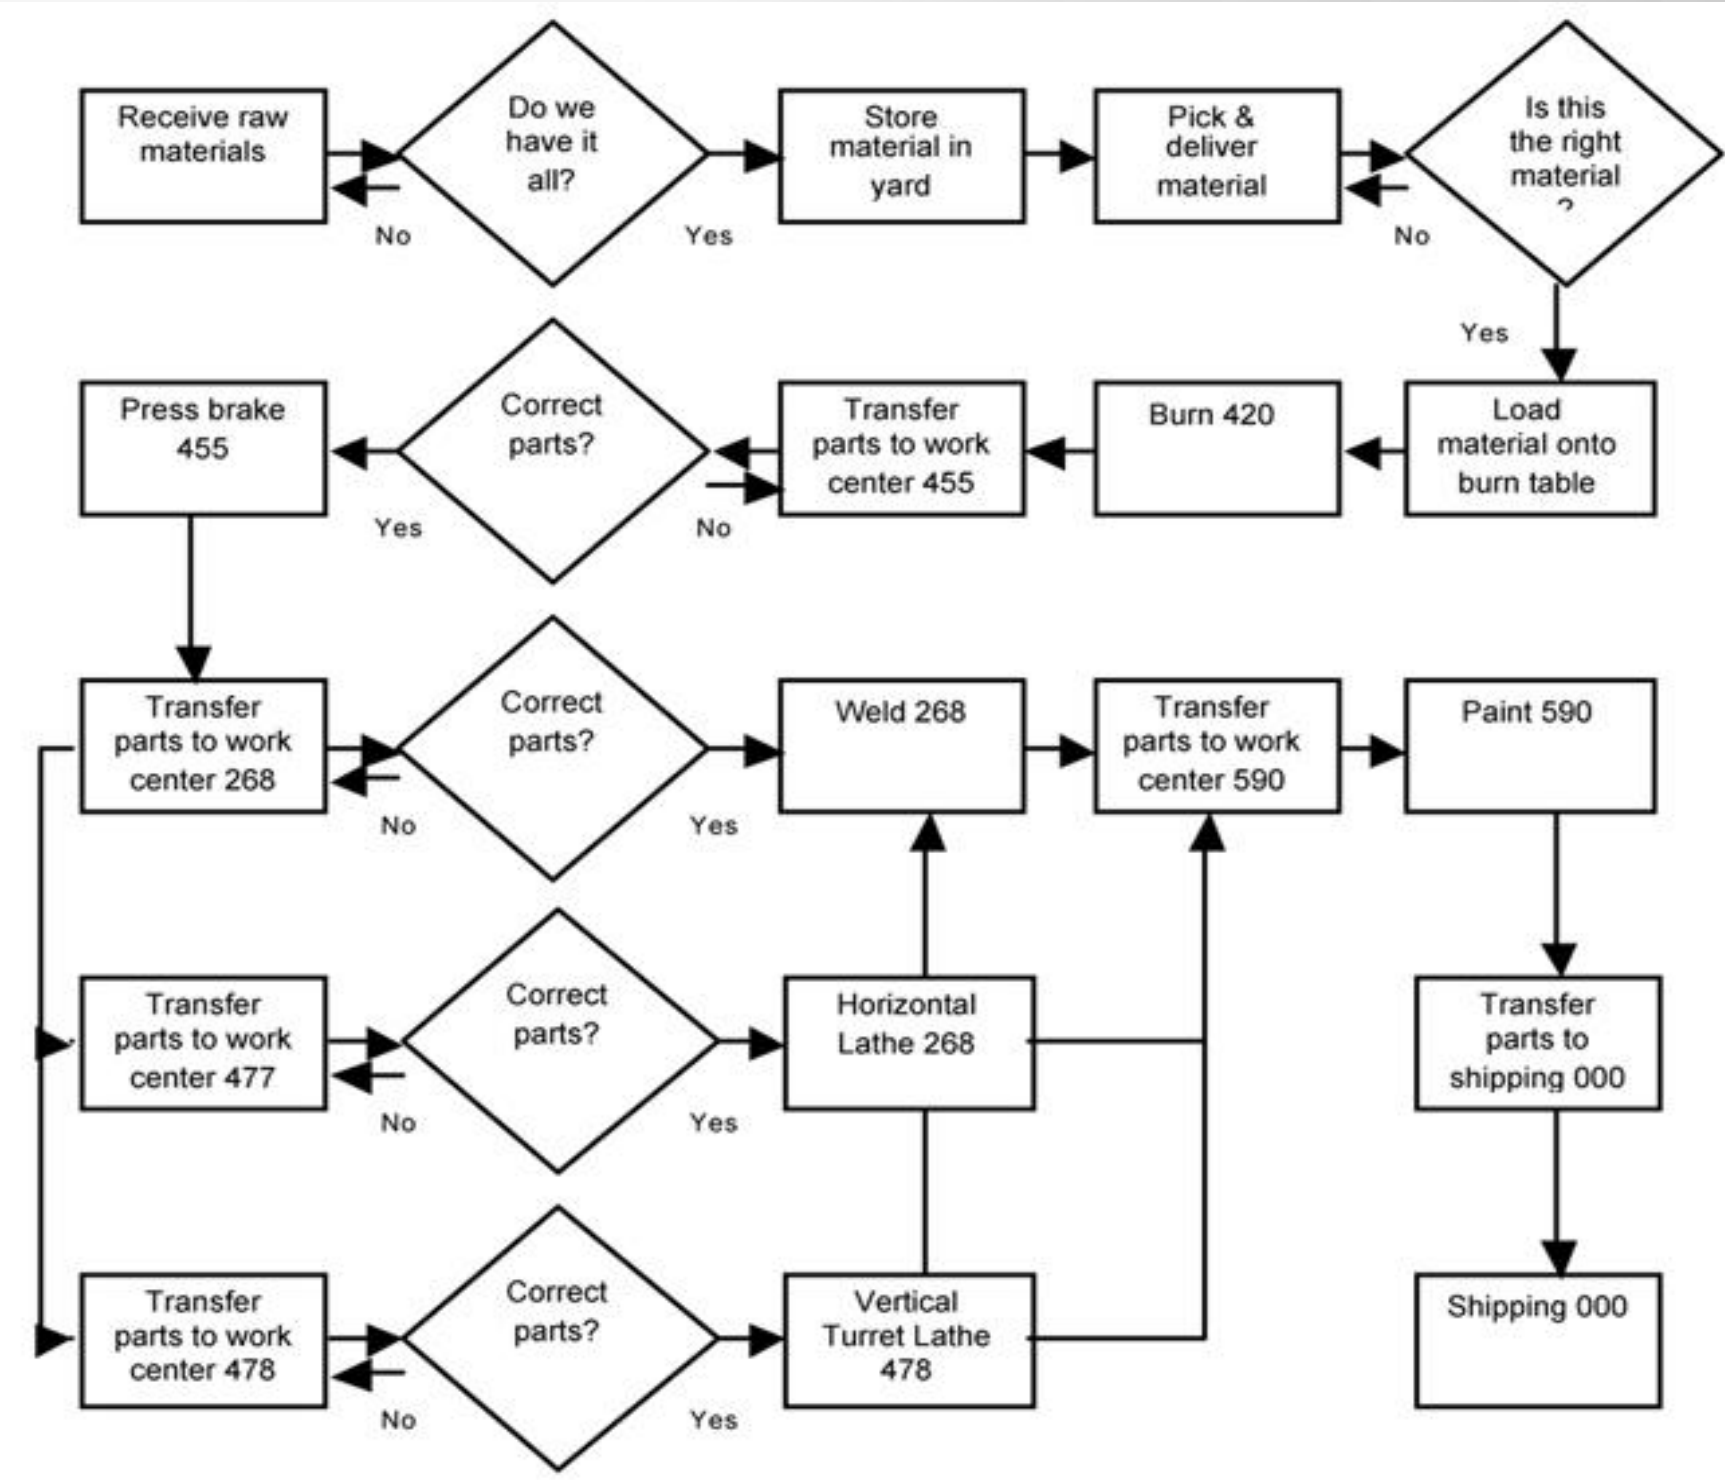 Receive raw
materials
Do we
have it
all?
No
Yes
Store
material in
yard
Pick &
deliver
material
Is this
the right
material
?
No
Yes
Press brake
455
Correct
parts?
Yes
No
Transfer
parts to work
center 455
Burn 420
Load
material onto
burn table
Transfer
parts to work
center 268
Correct
parts?
No
Yes
Weld 268
Transfer
parts to work
center 590
Paint 590
Transfer
parts to work
center 477
Correct
parts?
No
Yes
Horizontal
Lathe 268
Transfer
parts to
shipping 000
Transfer
parts to work
center 478
Correct
parts?
No
Yes
Vertical
Turret Lathe
478
Shipping 000